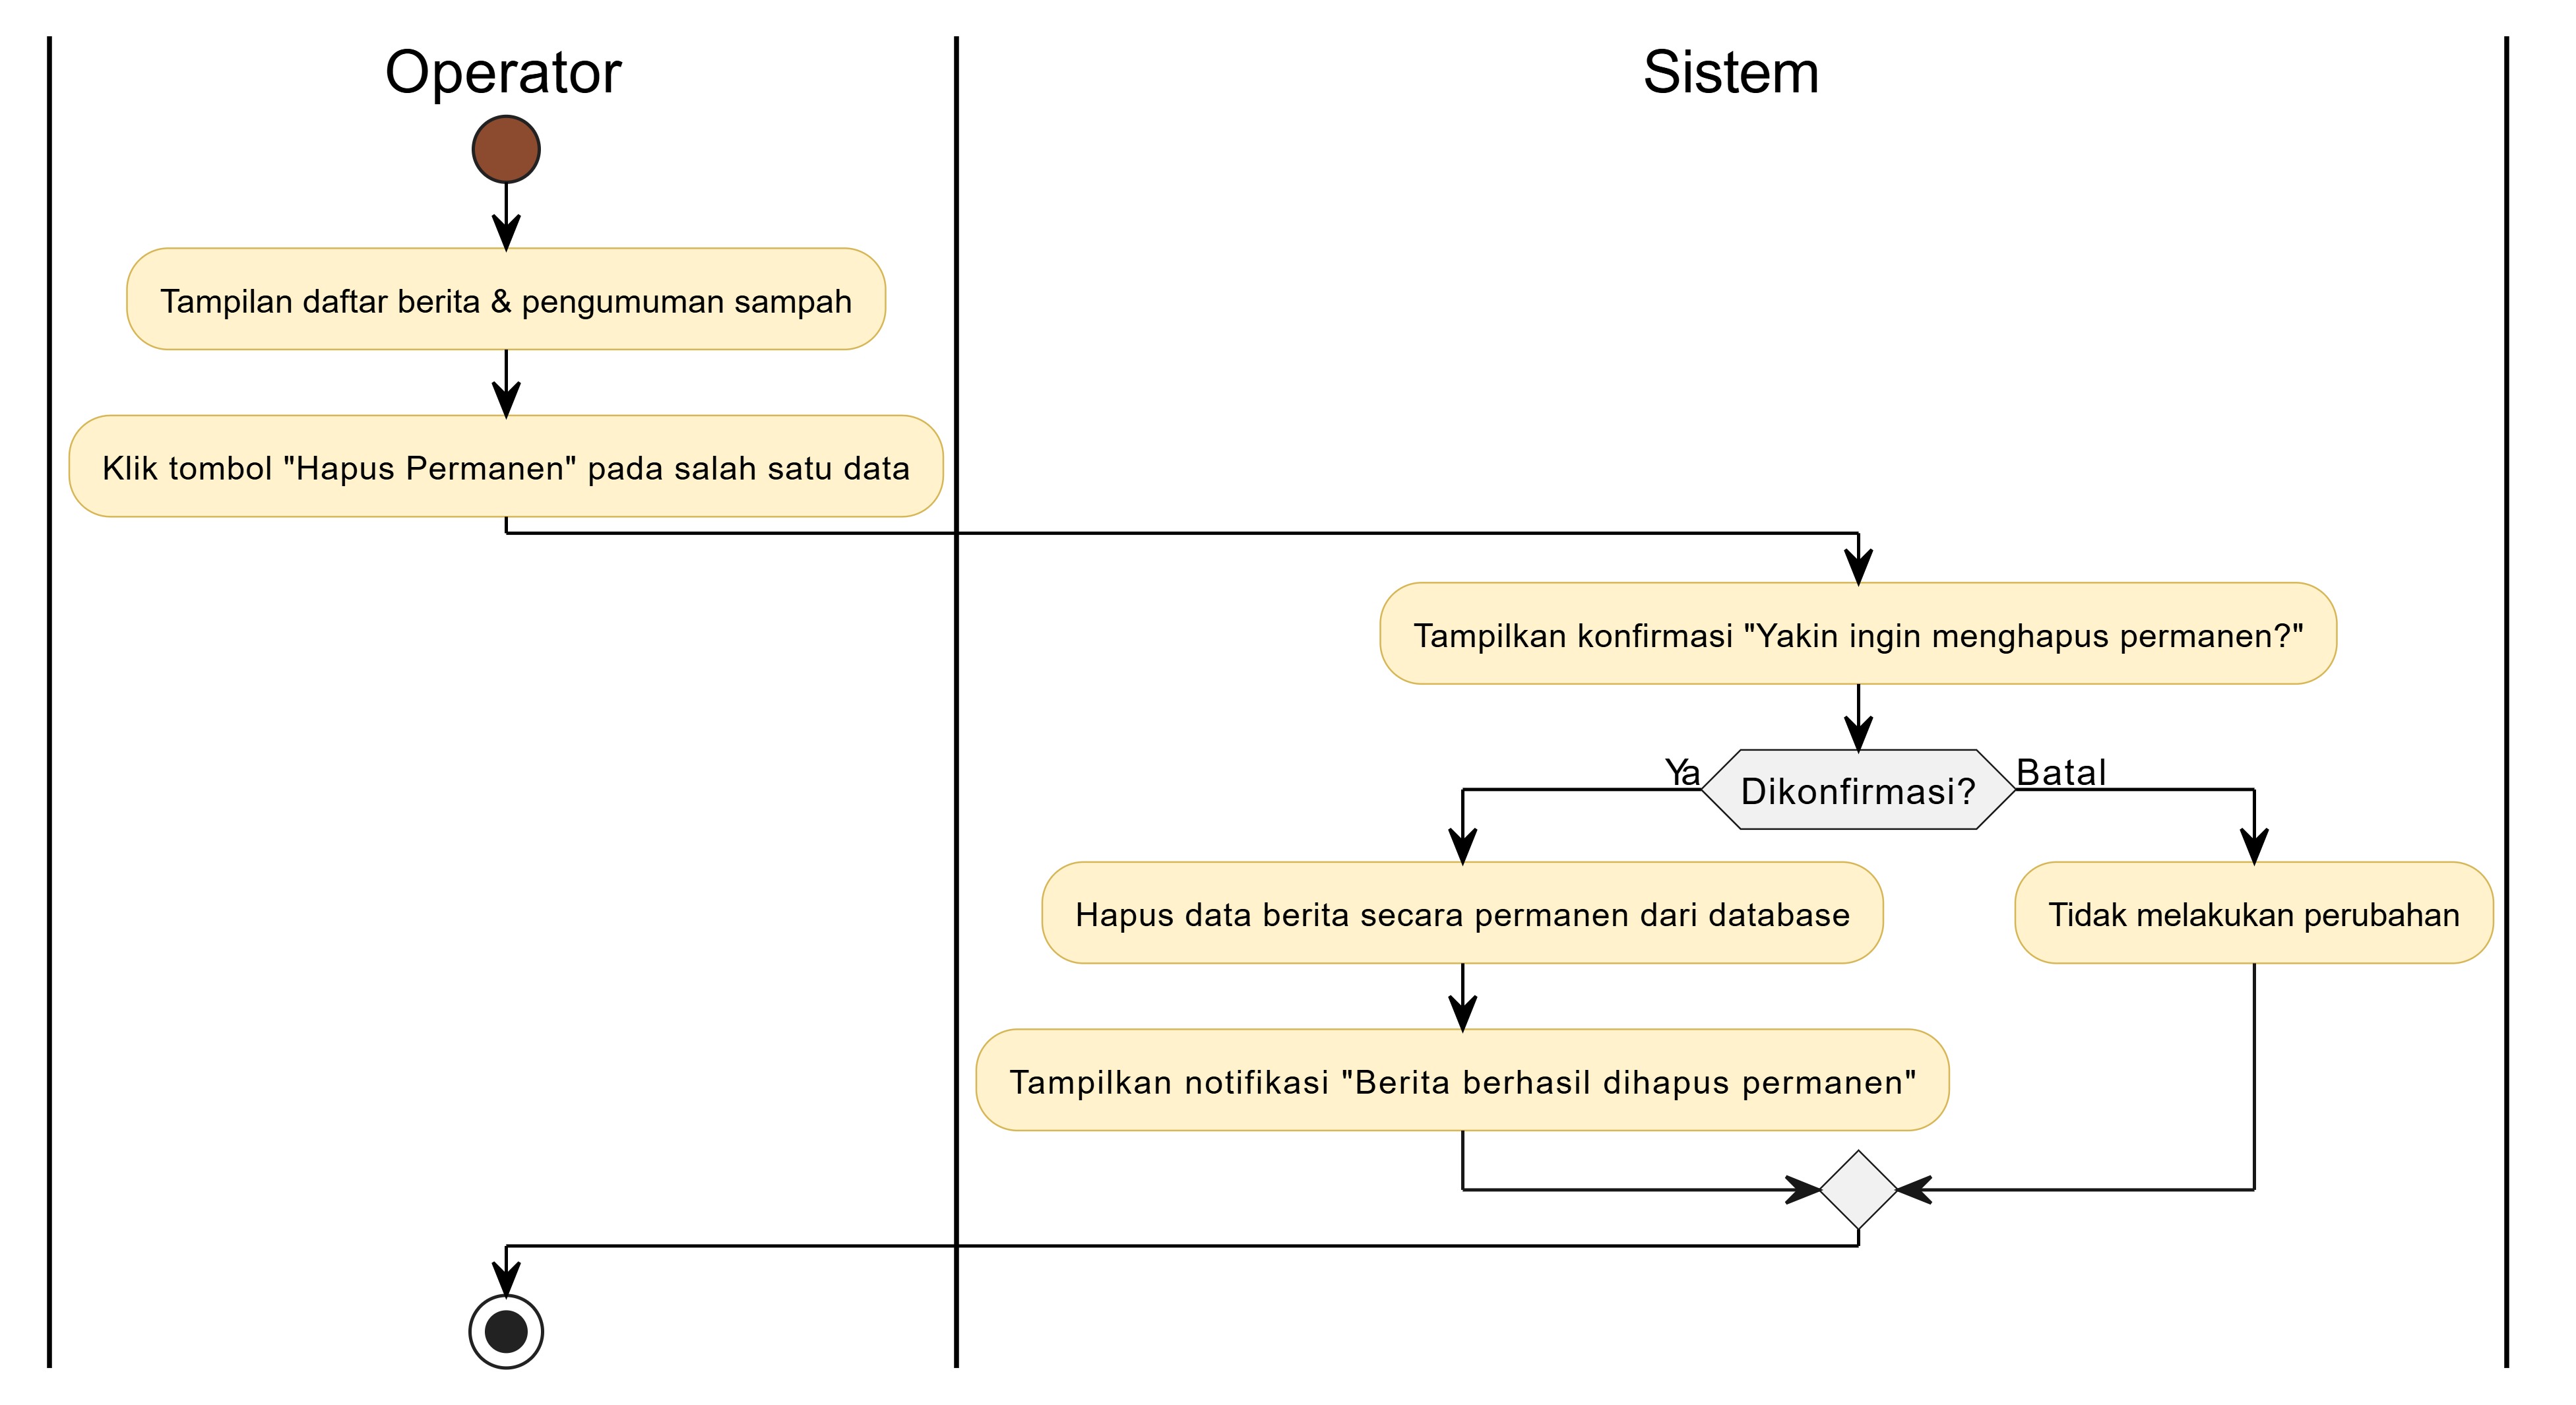 Operator
Sistem
Tampilan daftar berita & pengumuman sampah
Klik tombol "Hapus Permanen" pada salah satu data
Tampilkan konfirmasi "Yakin ingin menghapus permanen?"
Ya
Dikonfirmasi?
Batal
Hapus data berita secara permanen dari database
Tidak melakukan perubahan
Tampilkan notifikasi "Berita berhasil dihapus permanen"